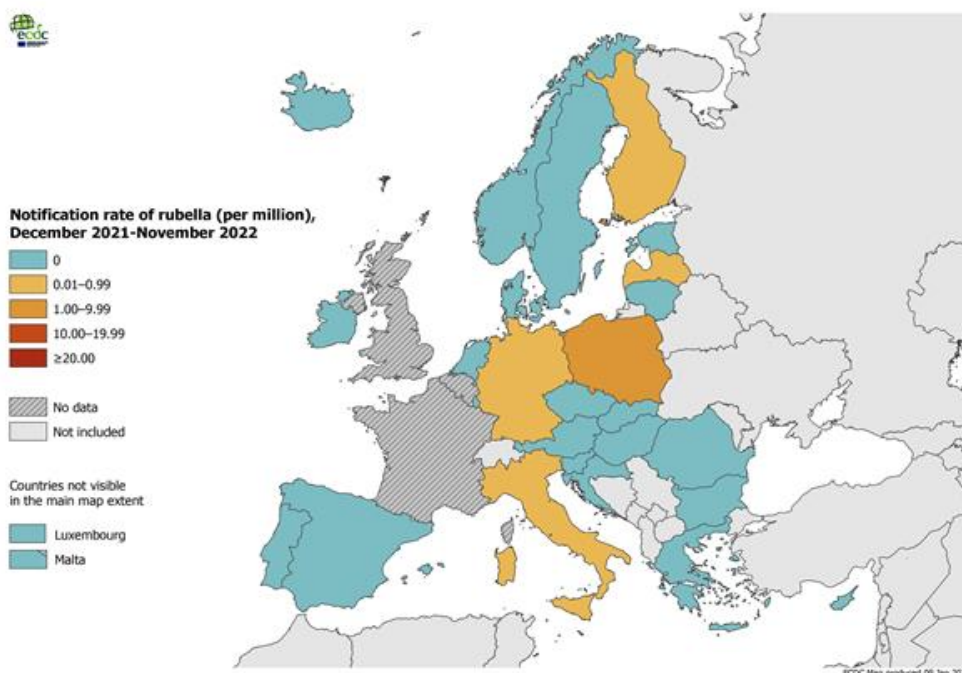 ecdc
Notification rate of rubella (per million),
December 2021-November 2022
0
0.01–0.99
1.00–9.99
10.00–19.99
≥20.00
No data
Not included
Countries not visible
in the main map extent
Luxembourg
Malta